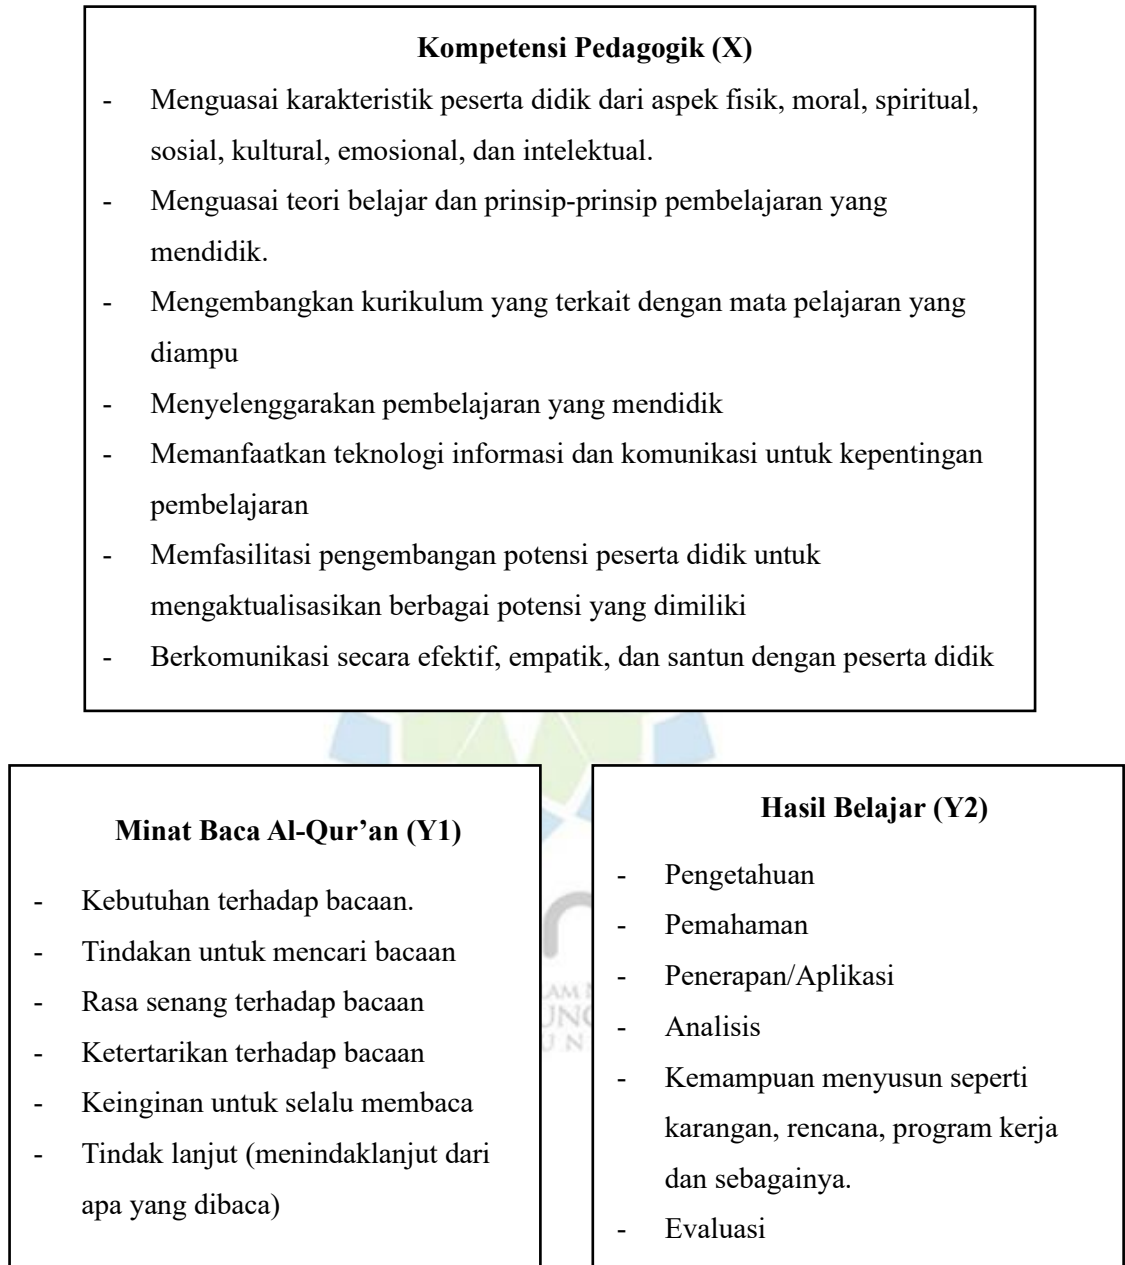 Kompetensi Pedagogik (X)
- Menguasai karakteristik peserta didik dari aspek fisik, moral, spiritual,
sosial, kultural, emosional, dan intelektual.
- Menguasai teori belajar dan prinsip-prinsip pembelajaran yang
mendidik.
- Mengembangkan kurikulum yang terkait dengan mata pelajaran yang
diampu
- Menyelenggarakan pembelajaran yang mendidik
- Memanfaatkan teknologi informasi dan komunikasi untuk kepentingan
pembelajaran
- Memfasilitasi pengembangan potensi peserta didik untuk
mengaktualisasikan berbagai potensi yang dimiliki
- Berkomunikasi secara efektif, empatik, dan santun dengan peserta didik
Minat Baca Al-Qur’an (Y1)
- Kebutuhan terhadap bacaan.
- Tindakan untuk mencari bacaan
- Rasa senang terhadap bacaan
- Ketertarikan terhadap bacaan
- Keinginan untuk selalu membaca
- Tindak lanjut (menindaklanjut dari
apa yang dibaca)
Hasil Belajar (Y2)
- Pengetahuan
- Pemahaman
- Penerapan/Aplikasi
- Analisis
- Kemampuan menyusun seperti
karangan, rencana, program kerja
dan sebagainya.
- Evaluasi